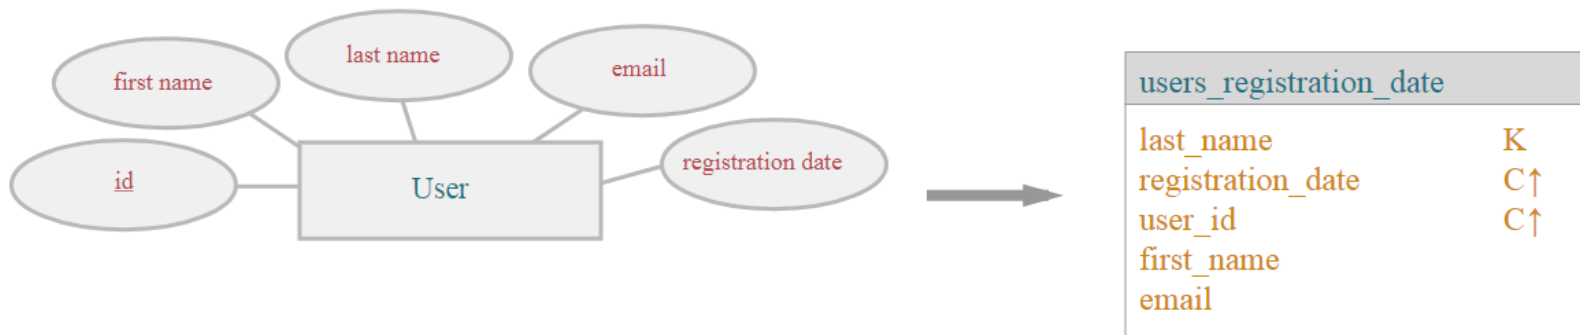 last name
first name
email
id
User
registration date
users_registration_date
last_name K
registration_date C↑
user_id C↑
first_name
email